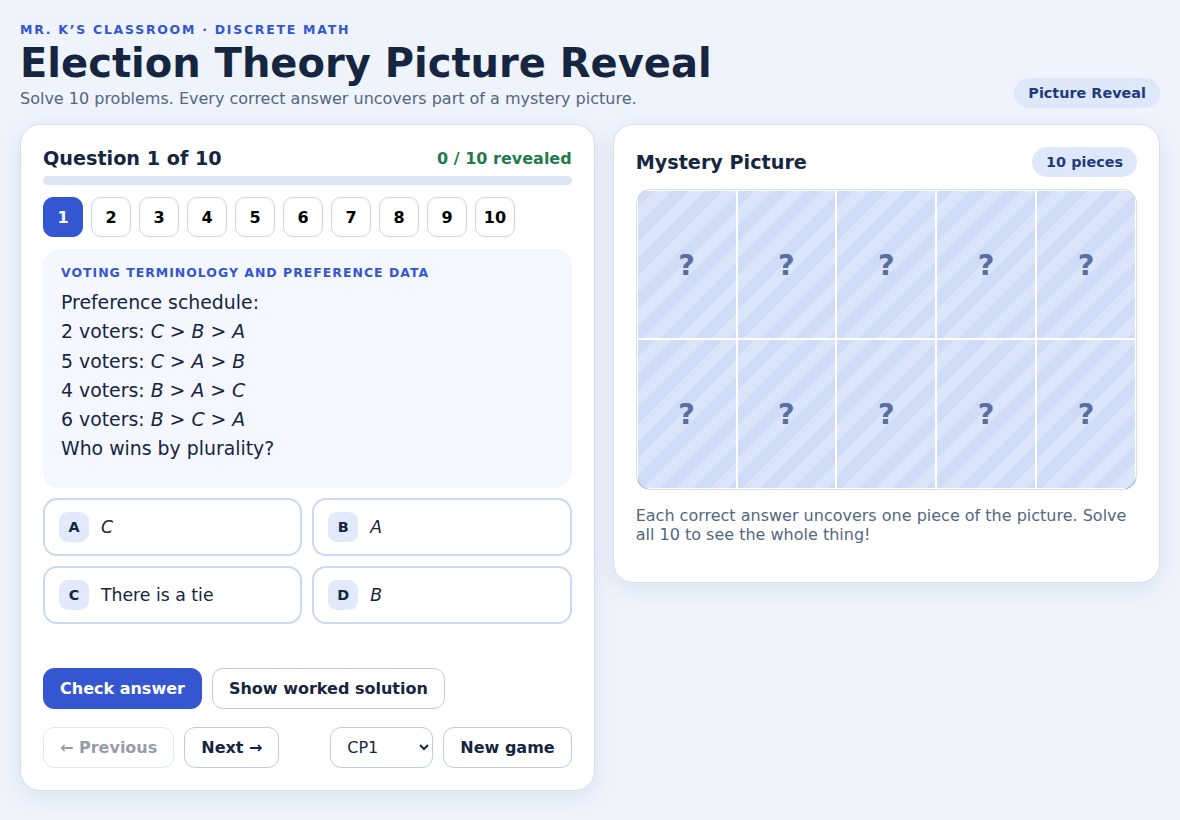 MR. K’S CLASSROOM · DISCRETE MATH
Election Theory Picture Reveal
Solve 10 problems. Every correct answer uncovers part of a mystery picture.
Picture Reveal
Question 1 of 10
0 / 10 revealed
1 2 3 4 5 6 7 8 9 10
VOTING TERMINOLOGY AND PREFERENCE DATA
Preference schedule:
2 voters: C > B > A
5 voters: C > A > B
4 voters: B > A > C
6 voters: B > C > A
Who wins by plurality?
A C
B A
C There is a tie
D B
Check answer
Show worked solution
← Previous
Next →
CP1
New game
Mystery Picture
10 pieces
? ? ? ? ?
? ? ? ? ?
Each correct answer uncovers one piece of the picture. Solve
all 10 to see the whole thing!